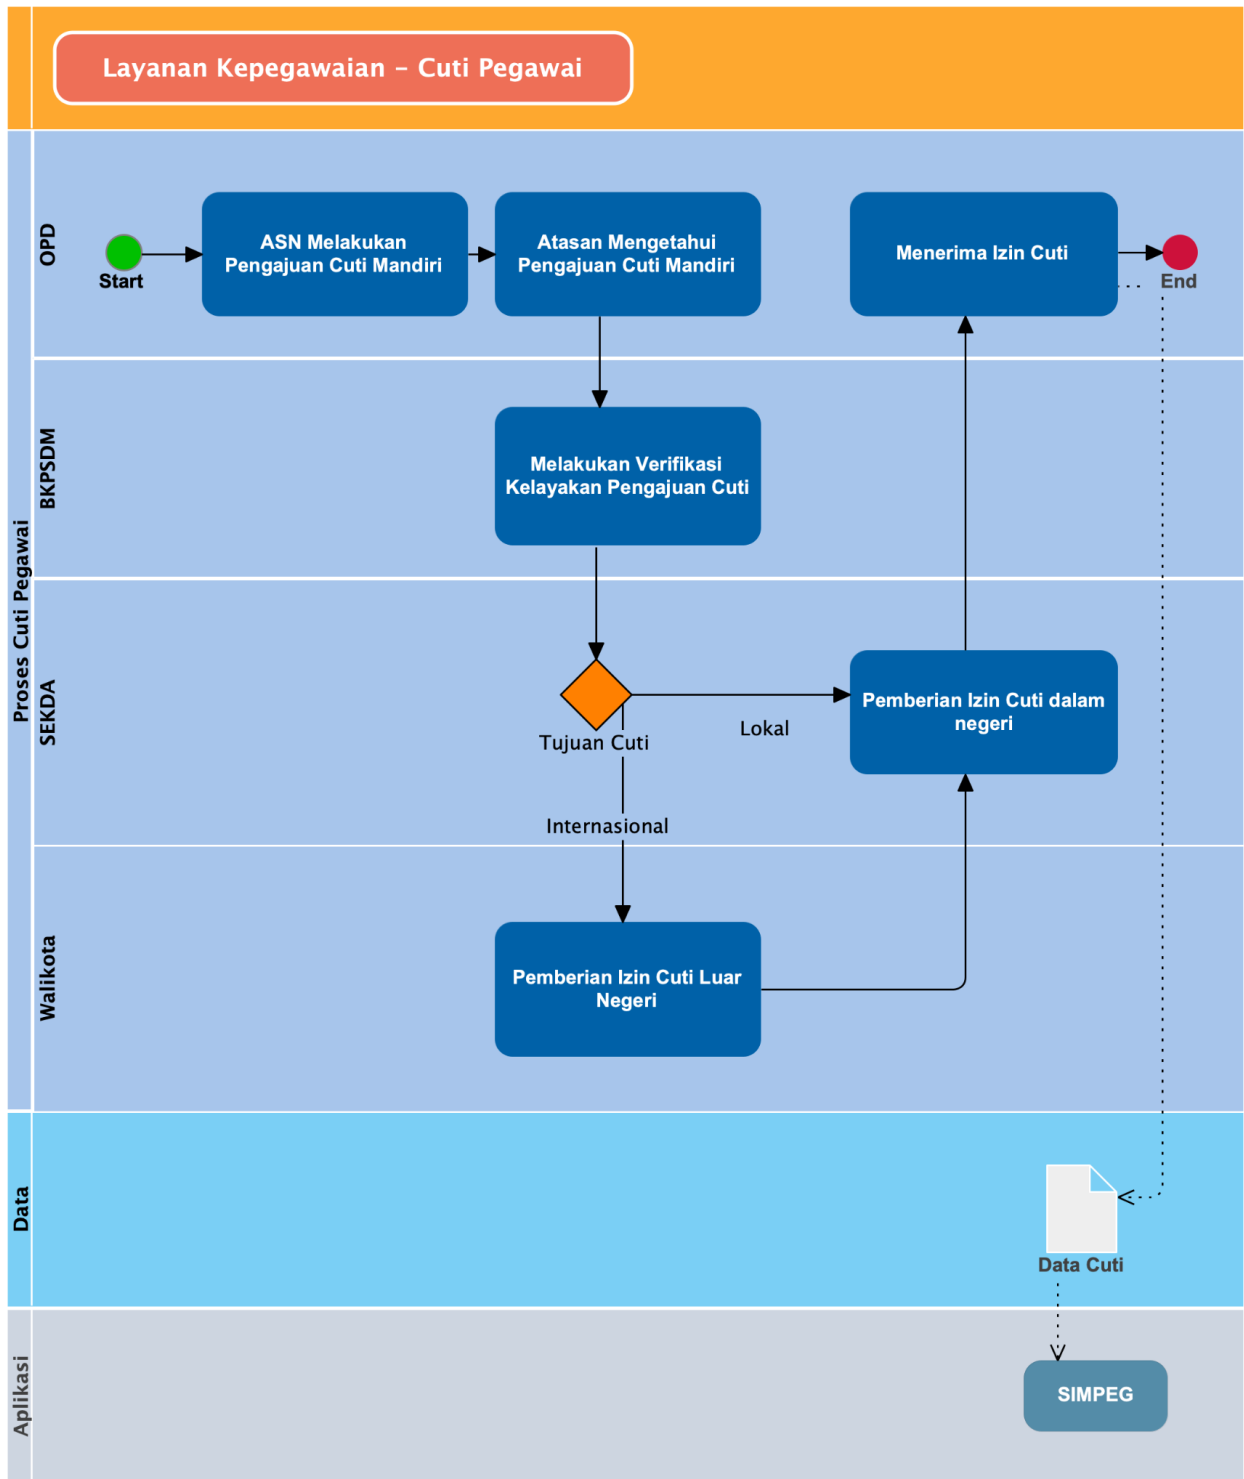 Layanan Kepegawaian - Cuti Pegawai
Proses Cuti Pegawai
OPD
Start
ASN Melakukan
Pengajuan Cuti Mandiri
Atasan Mengetahui
Pengajuan Cuti Mandiri
Menerima Izin Cuti
End
BKPSDM
Melakukan Verifikasi
Kelayakan Pengajuan Cuti
SEKDA
Tujuan Cuti
Lokal
Pemberian Izin Cuti dalam
negeri
Internasional
Walikota
Pemberian Izin Cuti Luar
Negeri
Data
Data Cuti
Aplikasi
SIMPEG